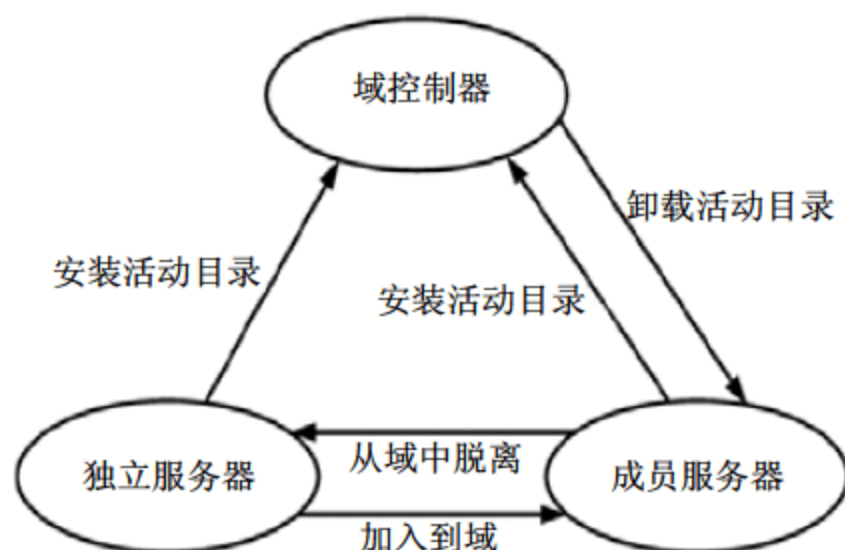 域控制器
卸载活动目录
安装活动目录
安装活动目录
从域中脱离
独立服务器
成员服务器
加入到域